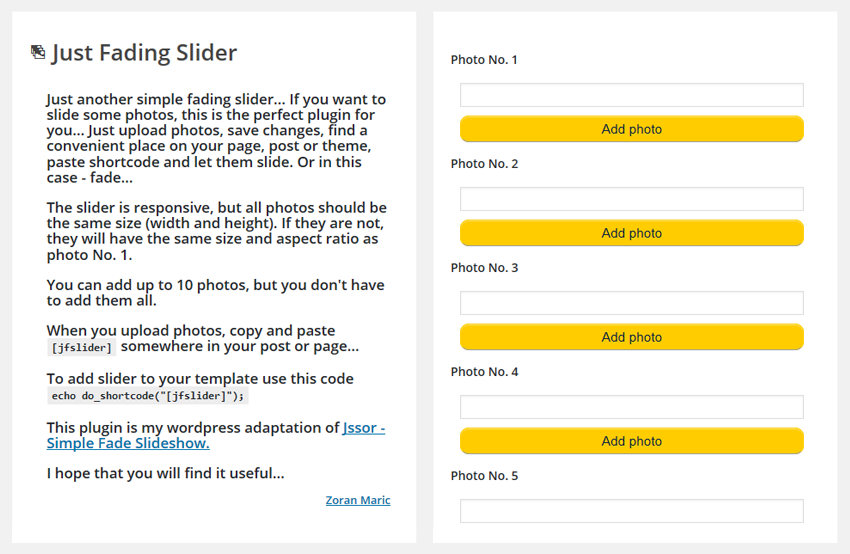 Just Fading Slider
Just another simple fading slider... If you want to
slide some photos, this is the perfect plugin for
you... Just upload photos, save changes, find a
convenient place on your page, post or theme,
paste shortcode and let them slide. Or in this
case - fade...
The slider is responsive, but all photos should be
the same size (width and height). If they are not,
they will have the same size and aspect ratio as
photo No. 1.
You can add up to 10 photos, but you don't have
to add them all.
When you upload photos, copy and paste
[jfslider] somewhere in your post or page...
To add slider to your template use this code
echo do_shortcode("[jfslider]");
This plugin is my wordpress adaptation of Jssor -
Simple Fade Slideshow.
I hope that you will find it useful...
Zoran Maric
Photo No. 1
Add photo
Photo No. 2
Add photo
Photo No. 3
Add photo
Photo No. 4
Add photo
Photo No. 5